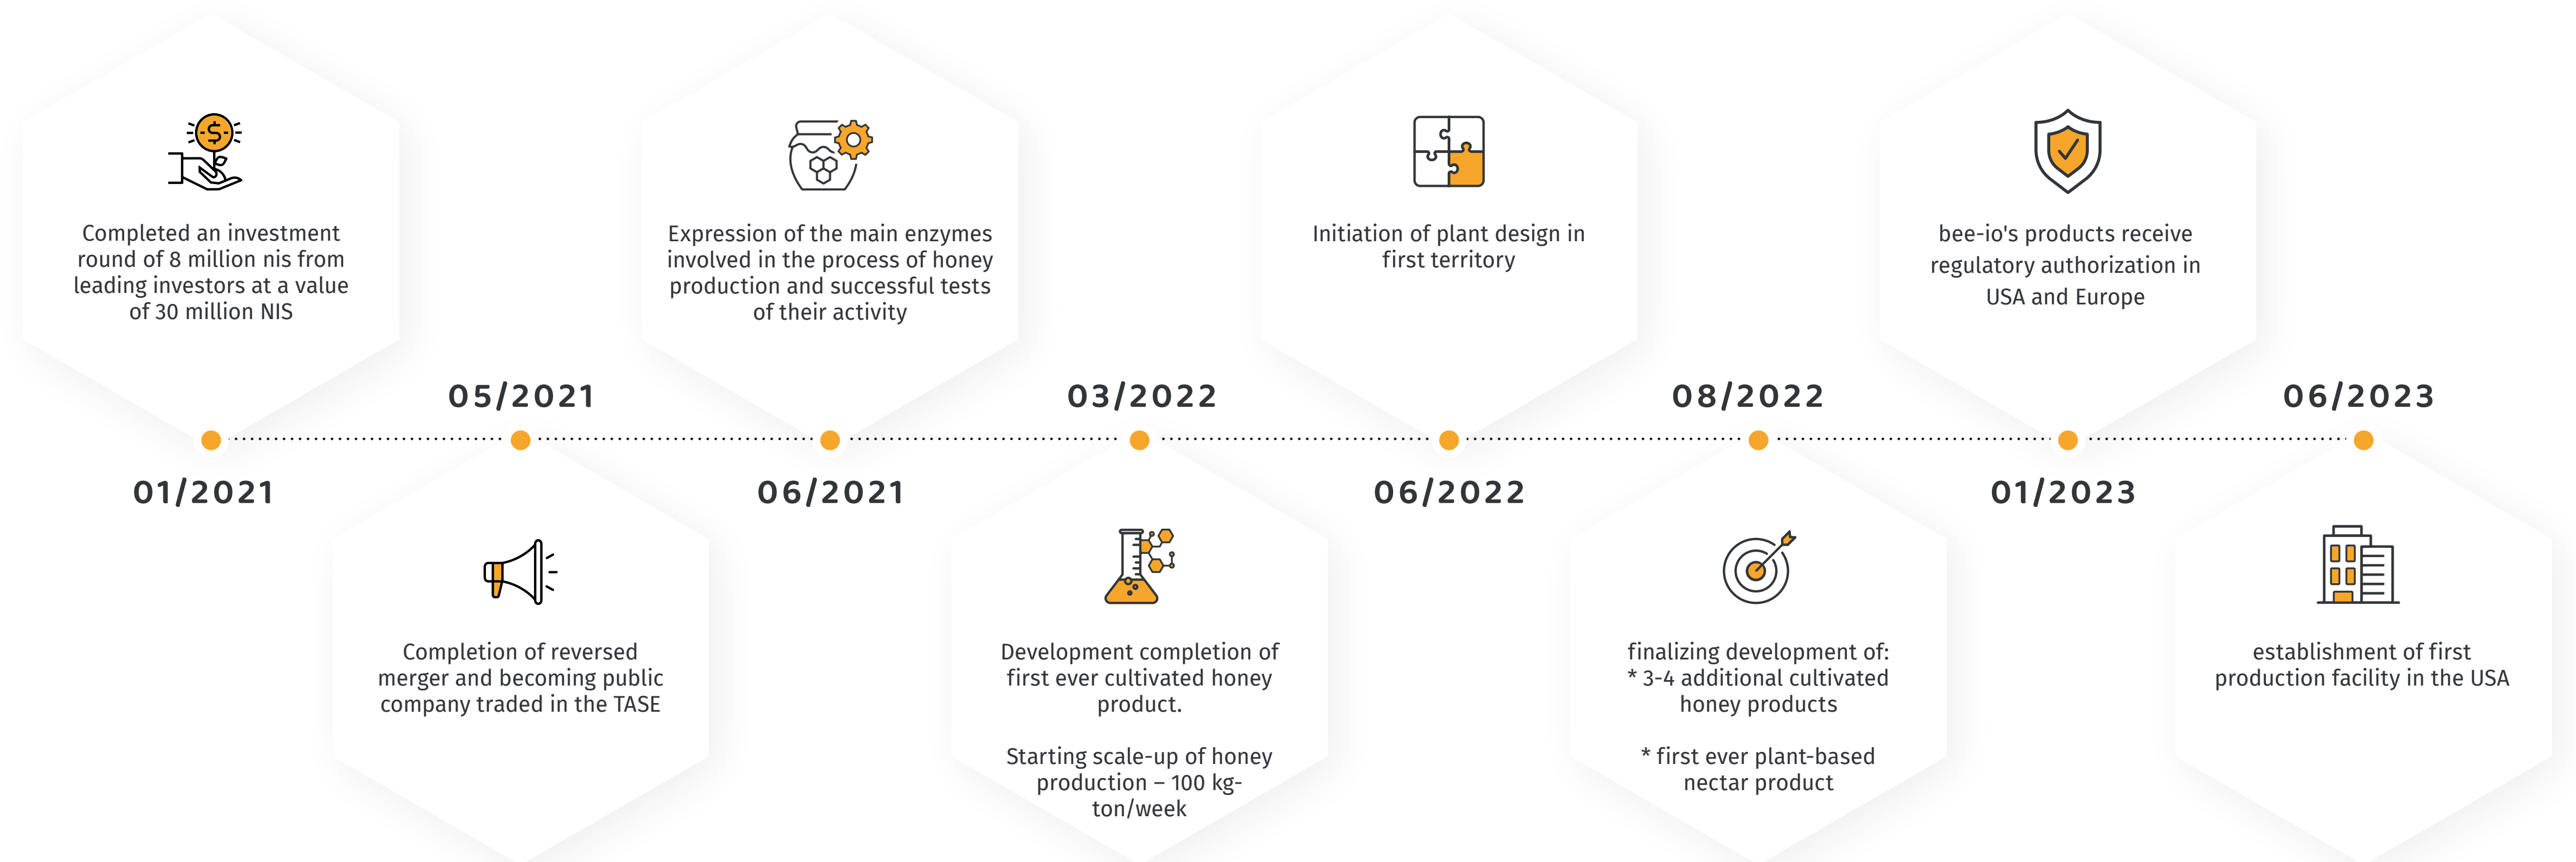 Completed an investment
round of 8 million nis from
leading investors at a value
of 30 million NIS
01/2021
05/2021
Completion of reversed
merger and becoming public
company traded in the TASE
Expression of the main enzymes
involved in the process of honey
production and successful tests
of their activity
06/2021
03/2022
Development completion of
first ever cultivated honey
product.
Starting scale-up of honey
production – 100 kg-
ton/week
Initiation of plant design in
first territory
06/2022
08/2022
finalizing development of:
* 3-4 additional cultivated
honey products
* first ever plant-based
nectar product
bee-io's products receive
regulatory authorization in
USA and Europe
01/2023
06/2023
establishment of first
production facility in the USA